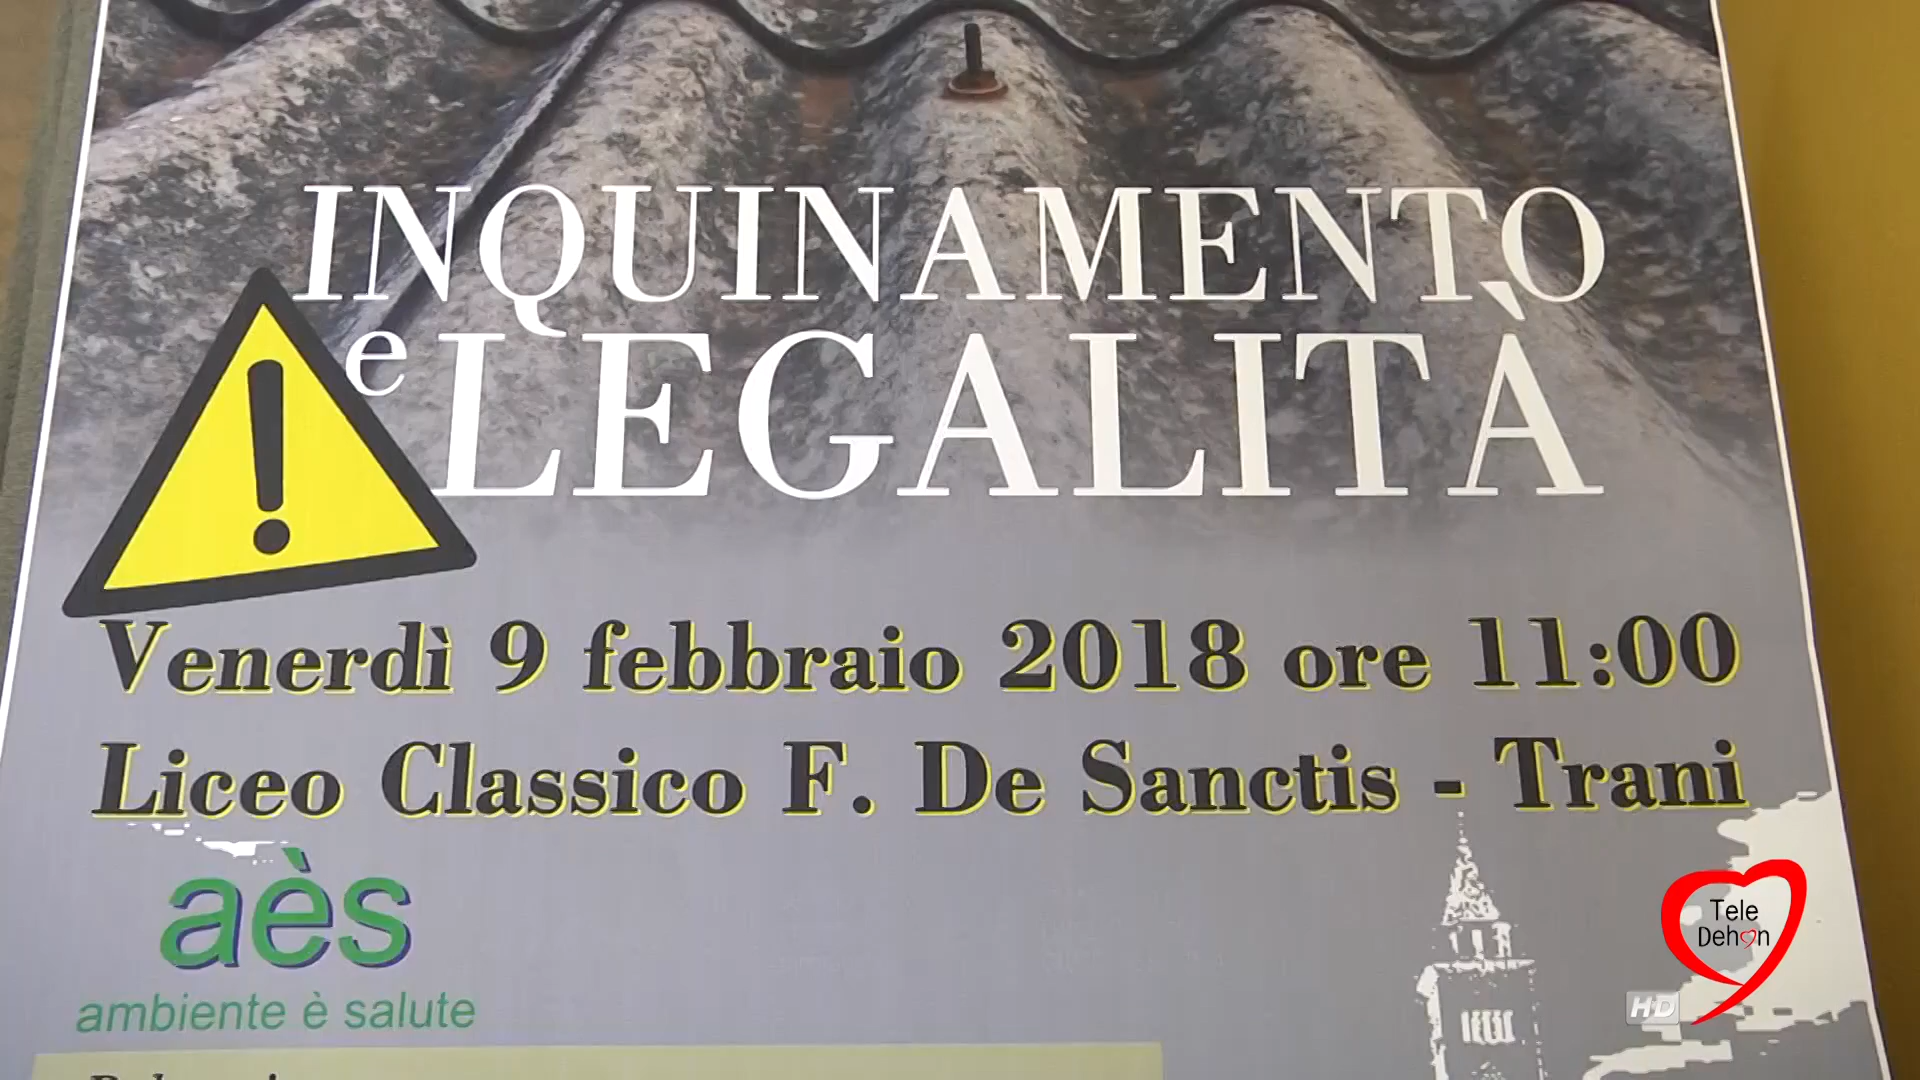 INQUINAMENTO
e LEGALITÀ
Venerdì 9 febbraio 2018 ore 11:00
Liceo Classico F. De Sanctis - Trani
aès
ambiente è salute
Tele
Dehon
HD